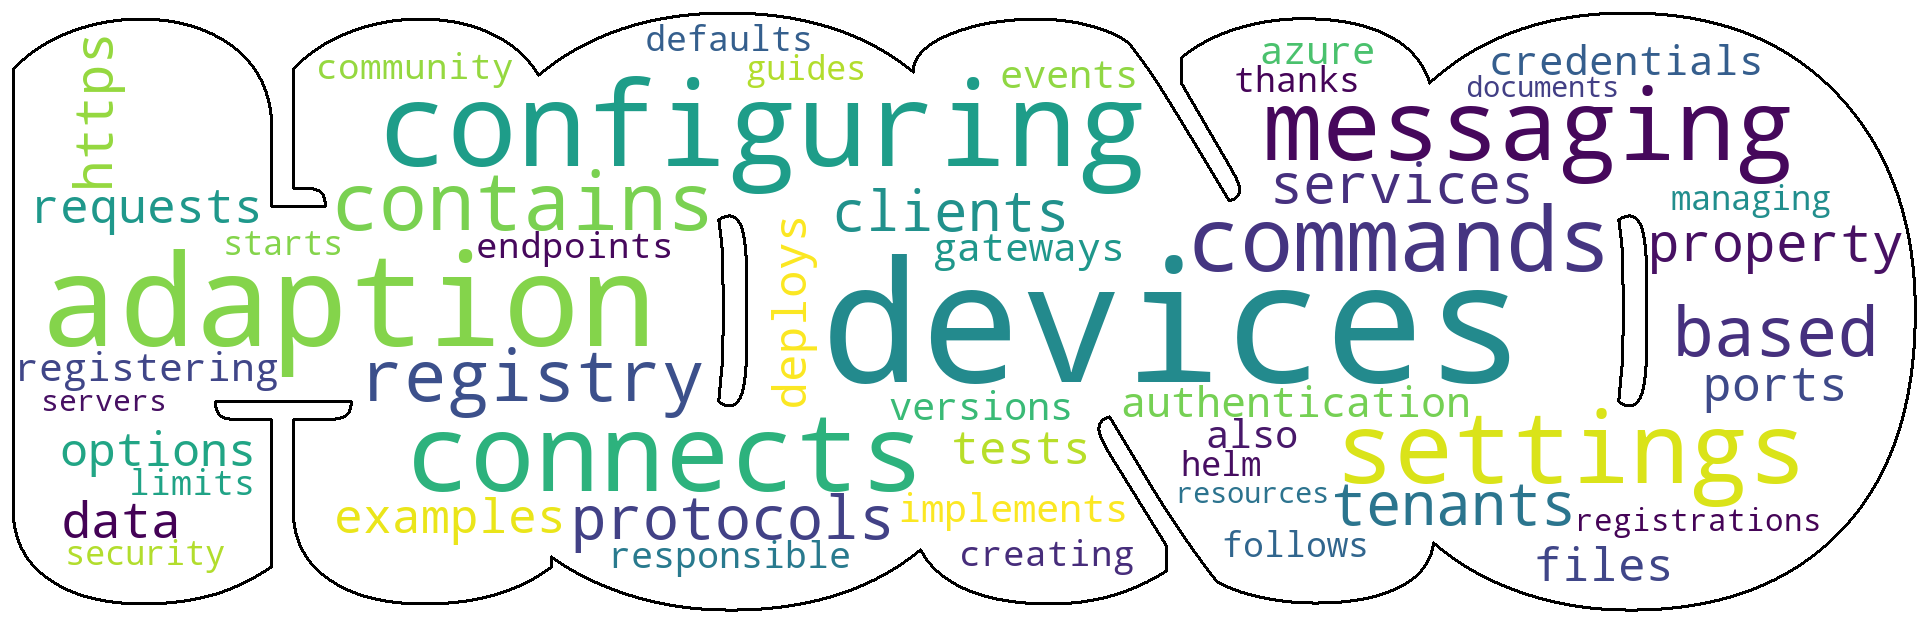 https
community
defaults
guides
events
azure
thanks
credentials
documents
configuring
messaging
requests
contains
clients
services
managing
starts
endpoints
gateways
commands
property
adaption
deploys
devices
based
registering
servers
registry
versions
authentication
ports
options
limits
connects
tests
also
helm
settings
data
security
examples
protocols
implements
resources
tenants
registrations
responsible
creating
follows
files